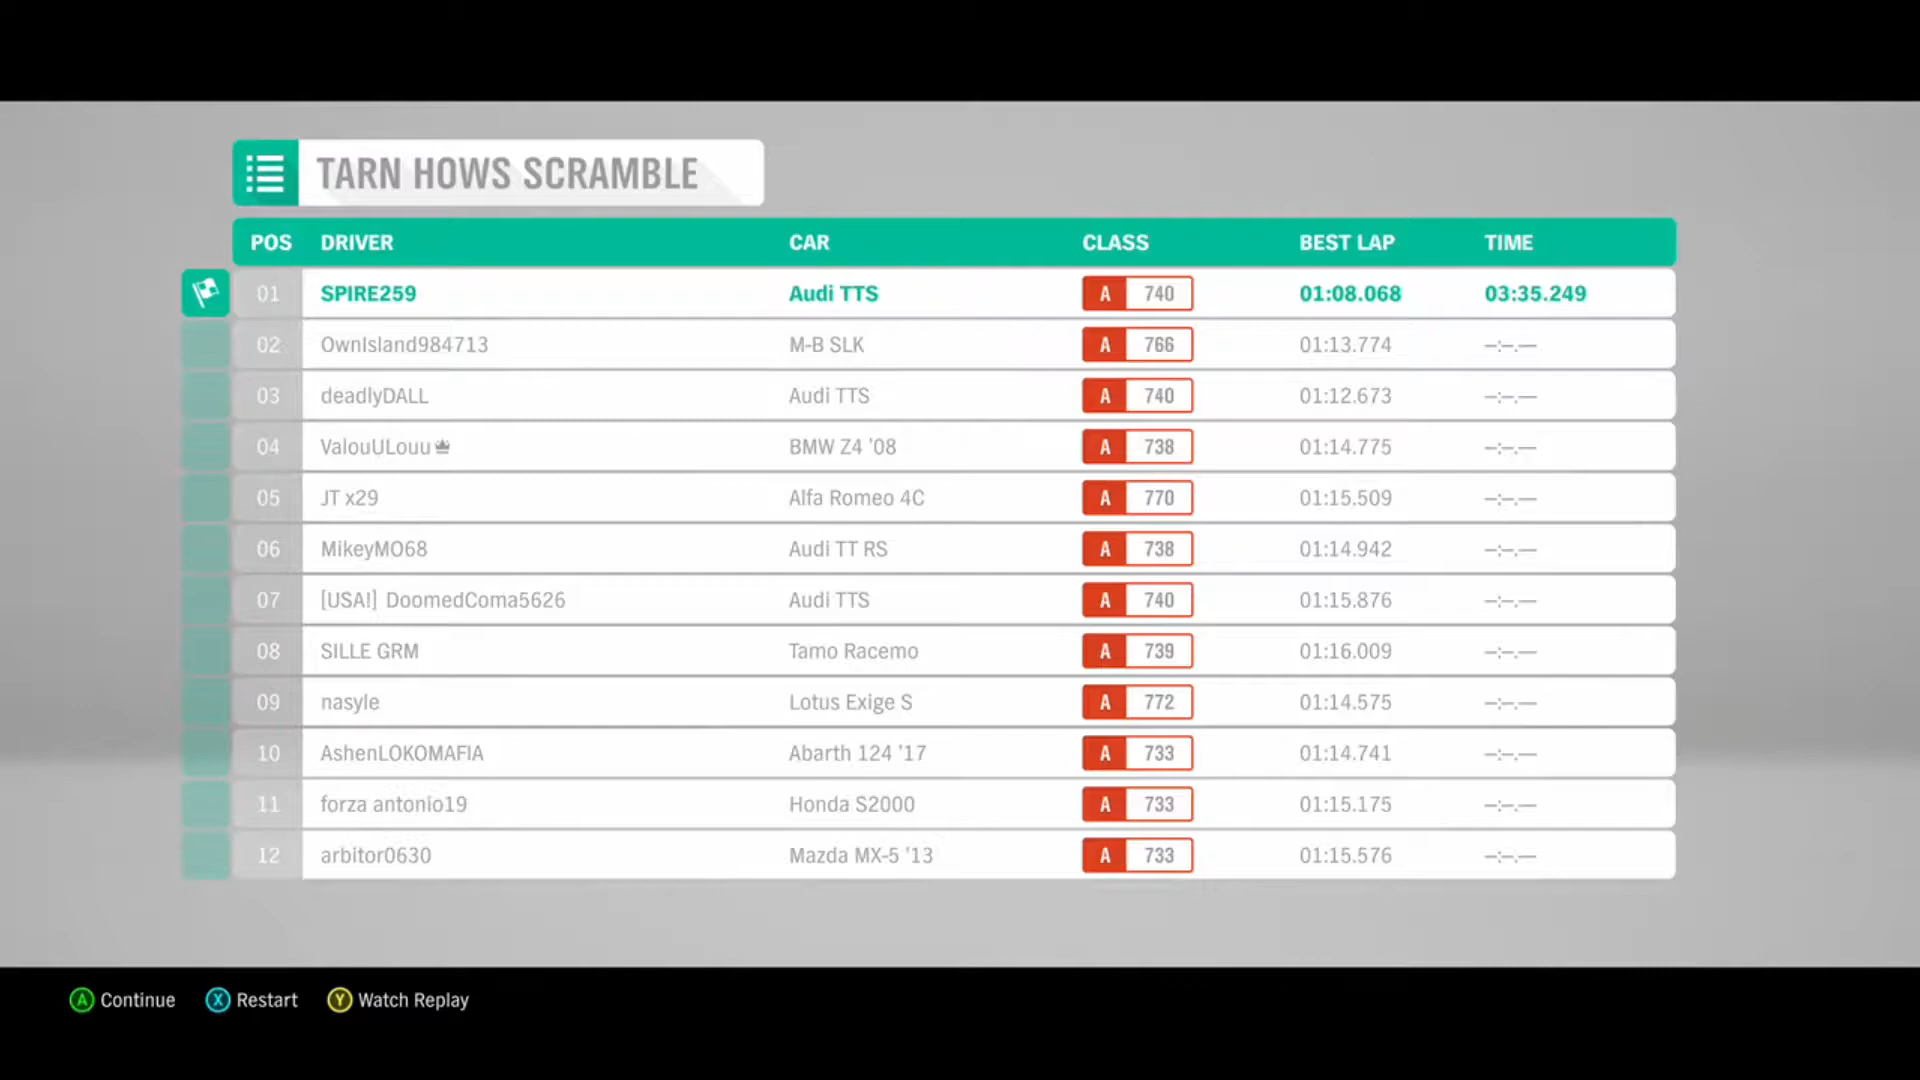 TARN HOWS SCRAMBLE
POS DRIVER CAR CLASS BEST LAP TIME
01 SPIRE259 Audi TTS A 740 01:08.068 03:35.249
02 OwnIsland984713 M-B SLK A 766 01:13.774 --:--.---
03 deadlyDALL Audi TTS A 740 01:12.673 --:--.---
04 ValouULouu BMW Z4 '08 A 738 01:14.775 --:--.---
05 JT x29 Alfa Romeo 4C A 770 01:15.509 --:--.---
06 MikeyMO68 Audi TT RS A 738 01:14.942 --:--.---
07 [USA!] DoomedComa5626 Audi TTS A 740 01:15.876 --:--.---
08 SILLE GRM Tamo Racemo A 739 01:16.009 --:--.---
09 nasyle Lotus Exige S A 772 01:14.575 --:--.---
10 AshenLOKOMAFIA Abarth 124 '17 A 733 01:14.741 --:--.---
11 forza antonio19 Honda S2000 A 733 01:15.175 --:--.---
12 arbitor0630 Mazda MX-5 '13 A 733 01:15.576 --:--.---
A Continue X Restart Y Watch Replay